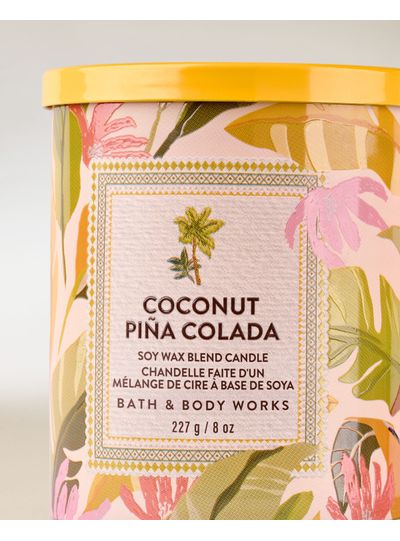 COCONUT
PIÑA COLADA
SOY WAX BLEND CANDLE
CHANDELLE FAITE D'UN
MÉLANGE DE CIRE À BASE DE SOYA
BATH & BODY WORKS
227 g / 8 oz